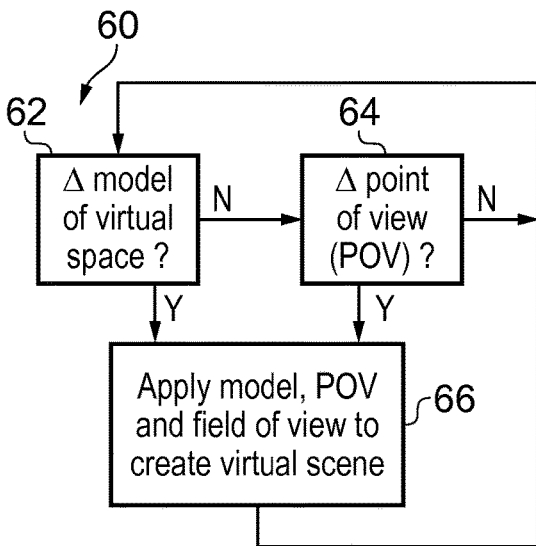 60
62
64
Δ model
of virtual
space ?
N
Δ point
of view
(POV) ?
N
Y
Y
Apply model, POV
and field of view to
create virtual scene
66